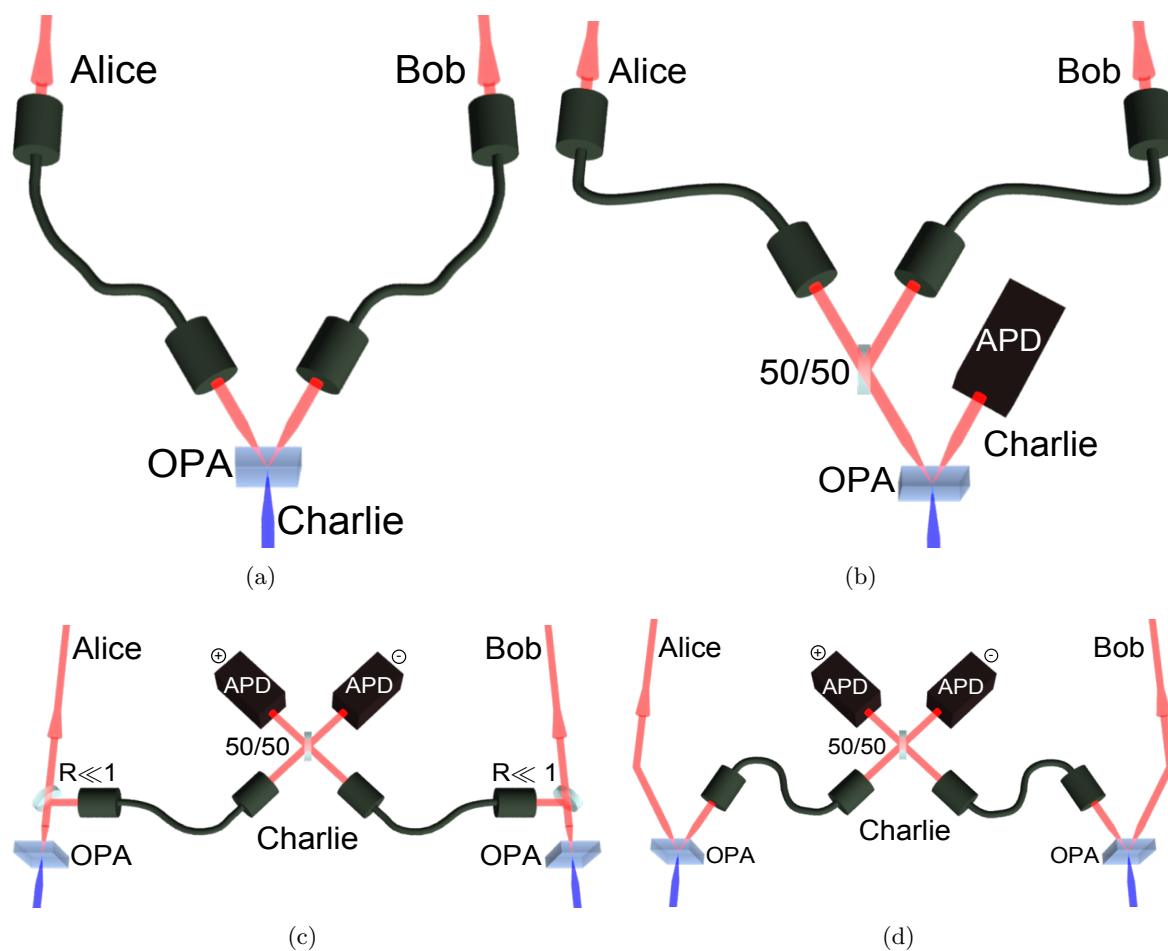 Alice
Bob
OPA
Charlie
(a)
Alice
Bob
50/50
APD
Charlie
OPA
(b)
Alice
Bob
+
-
APD
APD
50/50
R≪1
R≪ 1
Charlie
OPA
OPA
(c)
Alice
Bob
+
-
APD
APD
50/50
Charlie
OPA
OPA
(d)